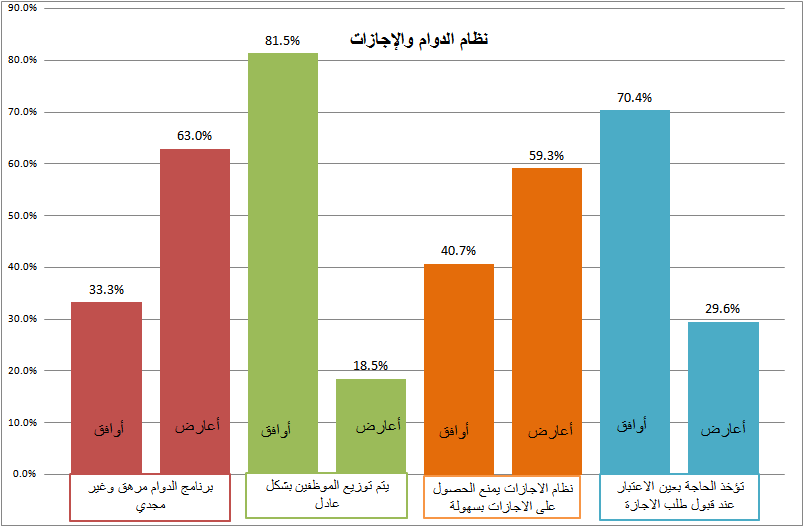 نظام الدوام والإجازات
90.0%
80.0%
70.0%
60.0%
50.0%
40.0%
30.0%
20.0%
10.0%
0.0%
33.3%
63.0%
81.5%
18.5%
40.7%
59.3%
70.4%
29.6%
أوافق
أعارض
أوافق
أعارض
أوافق
أعارض
أوافق
أعارض
برنامج الدوام مرهق وغير
مجدي
يتم توزيع الموظفين بشكل
عادل
نظام الاجازات يمنع الحصول
على الاجازات بسهولة
تؤخذ الحاجة بعين الاعتبار
عند قبول طلب الاجازة